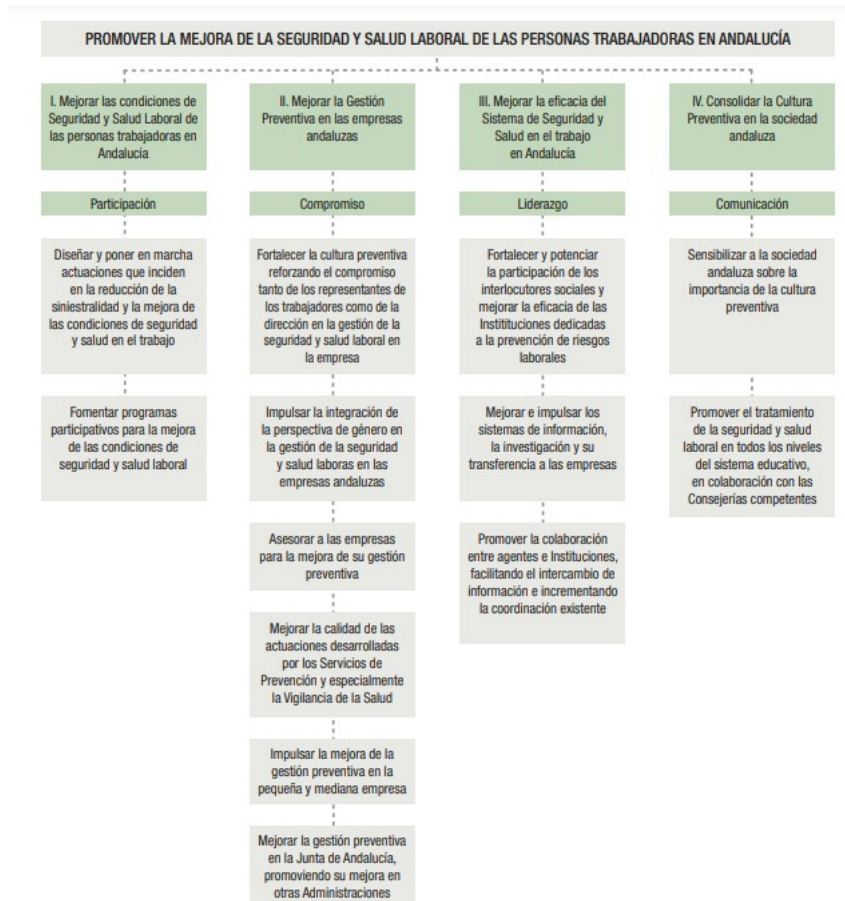 PROMOVER LA MEJORA DE LA SEGURIDAD Y SALUD LABORAL DE LAS PERSONAS TRABAJADORAS EN ANDALUCÍA
I. Mejorar las condiciones de
Seguridad y Salud Laboral de
las personas trabajadoras en
Andalucía
Participación
Diseñar y poner en marcha
actuaciones que inciden
en la reducción de la
siniestralidad y la mejora de
las condiciones de seguridad
y salud en el trabajo
Fomentar programas
participativos para la mejora
de las condiciones de
seguridad y salud laboral
II. Mejorar la Gestión
Preventiva en las empresas
andaluzas
Compromiso
Fortalecer la cultura preventiva
reforzando el compromiso
tanto de los representantes de
los trabajadores como de la
dirección en la gestión de la
seguridad y salud laboral en
la empresa
Impulsar la integración de
la perspectiva de género en
la gestión de la seguridad
y salud laboras en las
empresas andaluzas
Asesorar a las empresas
para la mejora de su gestión
preventiva
Mejorar la calidad de las
actuaciones desarrolladas
por los Servicios de
Prevención y especialmente
la Vigilancia de la Salud
Impulsar la mejora de la
gestión preventiva en la
pequeña y mediana empresa
Mejorar la gestión preventiva
en la Junta de Andalucía,
promoviendo su mejora en
otras Administraciones
III. Mejorar la eficacia del
Sistema de Seguridad y
Salud en el trabajo
en Andalucía
Liderazgo
Fortalecer y potenciar
la participación de los
interlocutores sociales y
mejorar la eficacia de las
Instititutiones dedicadas
a la prevención de riesgos
laborales
Mejorar e impulsar los
sistemas de información,
la investigación y su
transferencia a las empresas
Promover la colaboración
entre agentes e Instituciones,
facilitando el intercambio de
información e incrementando
la coordinación existente
IV. Consolidar la Cultura
Preventiva en la sociedad
andaluza
Comunicación
Sensibilizar a la sociedad
andaluza sobre la
importancia de la cultura
preventiva
Promover el tratamiento
de la seguridad y salud
laboral en todos los niveles
del sistema educativo,
en colaboración con las
Consejerías competentes